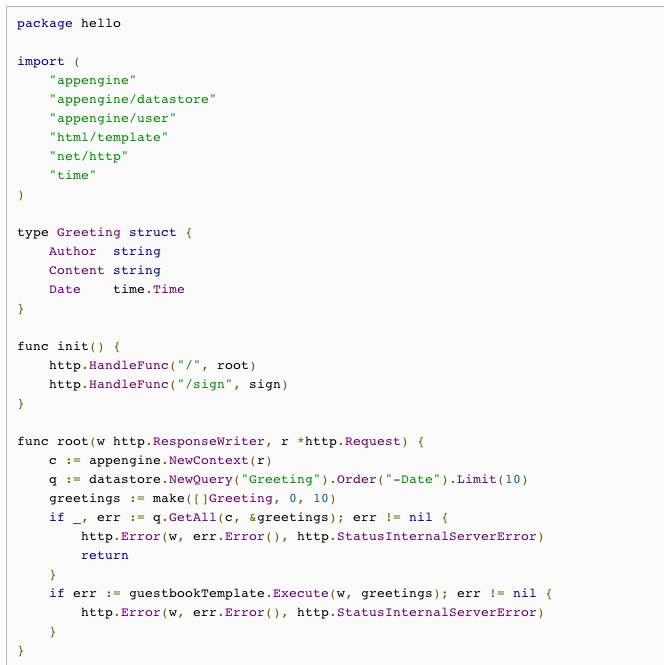 package hello

import (
    "appengine"
    "appengine/datastore"
    "appengine/user"
    "html/template"
    "net/http"
    "time"
)

type Greeting struct {
    Author  string
    Content string
    Date    time.Time
}

func init() {
    http.HandleFunc("/", root)
    http.HandleFunc("/sign", sign)
}

func root(w http.ResponseWriter, r *http.Request) {
    c := appengine.NewContext(r)
    q := datastore.NewQuery("Greeting").Order("-Date").Limit(10)
    greetings := make([]Greeting, 0, 10)
    if _, err := q.GetAll(c, &greetings); err != nil {
        http.Error(w, err.Error(), http.StatusInternalServerError)
        return
    }
    if err := guestbookTemplate.Execute(w, greetings); err != nil {
        http.Error(w, err.Error(), http.StatusInternalServerError)
    }
}